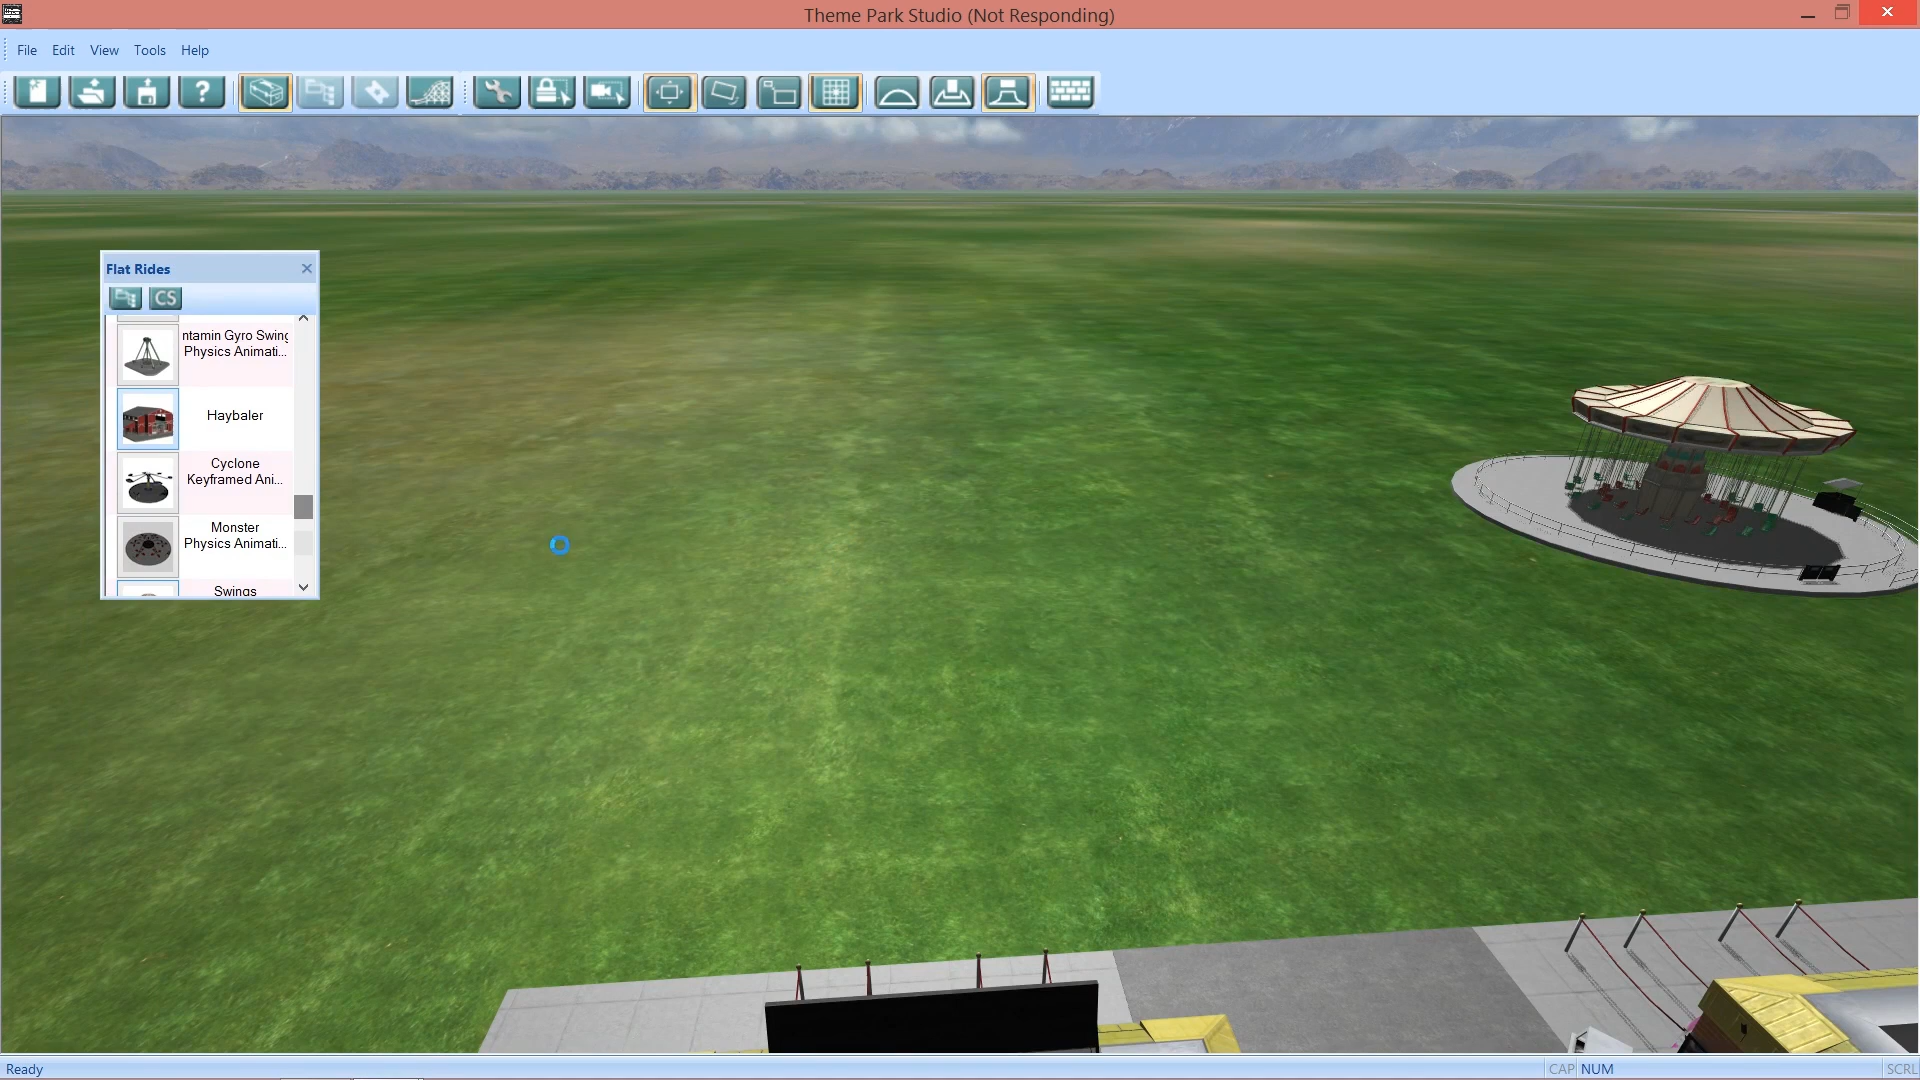 Theme Park Studio (Not Responding)
File Edit View Tools Help
?
Flat Rides
CS
ntamin Gyro Swing
Physics Animati...
Haybaler
Cyclone
Keyframed Ani...
Monster
Physics Animati...
Swings
Ready
CAP NUM SCRL